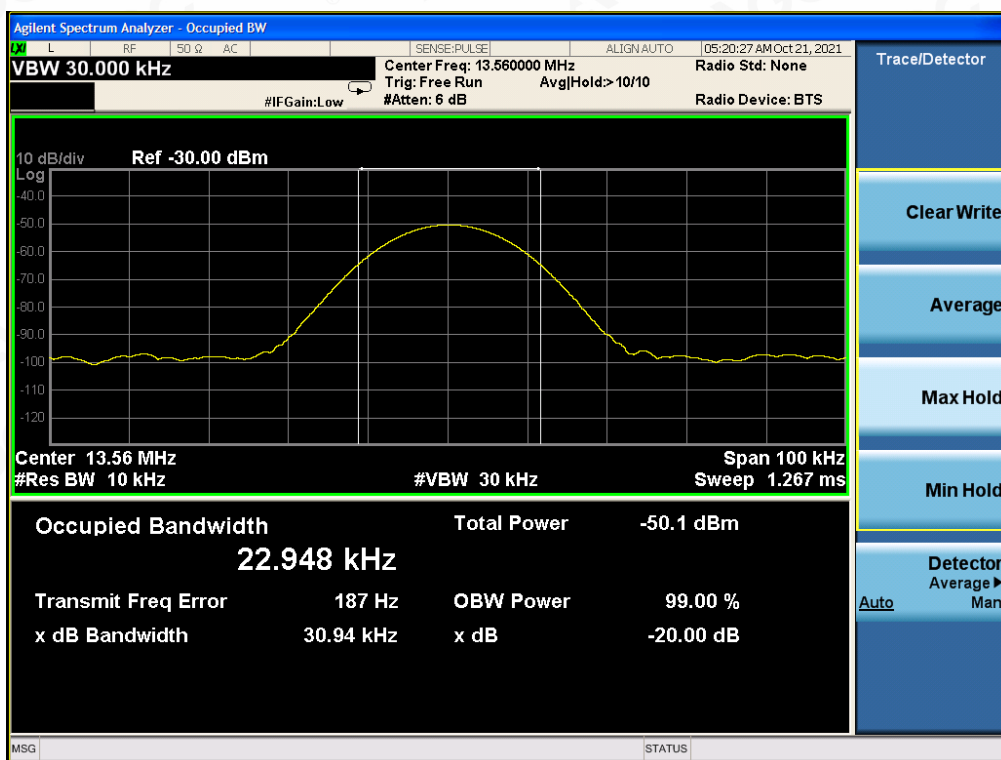 Agilent Spectrum Analyzer - Occupied BW
LXI L RF 50 Ω AC SENSE:PULSE ALIGN AUTO 05:20:27 AM Oct 21, 2021
VBW 30.000 kHz
Center Freq: 13.560000 MHz
Radio Std: None
Trig: Free Run
Avg|Hold:> 10/10
#IFGain:Low
#Atten: 6 dB
Radio Device: BTS
10 dB/div Ref -30.00 dBm
Log
-40.0
-50.0
-60.0
-70.0
-80.0
-90.0
-100
-110
-120
Center 13.56 MHz
Span 100 kHz
#Res BW 10 kHz
#VBW 30 kHz
Sweep 1.267 ms
Occupied Bandwidth
22.948 kHz
Total Power -50.1 dBm
Transmit Freq Error 187 Hz
OBW Power 99.00 %
x dB Bandwidth 30.94 kHz
x dB -20.00 dB
MSG
STATUS
Trace/Detector
Clear Write
Average
Max Hold
Min Hold
Detector
Average▶
Auto Man